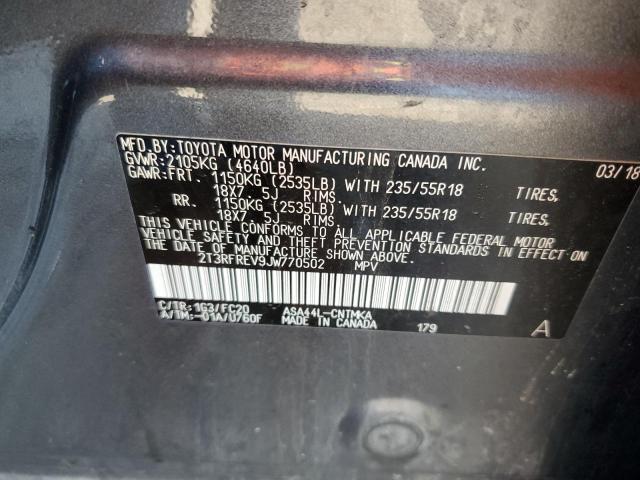 MFD.BY:TOYOTA MOTOR MANUFACTURING CANADA INC. 03/18
GVWR:2105KG (4640LB)
GAWR:FRT. 1150KG (2535LB) WITH 235/55R18 TIRES,
18X7. 5J RIMS,
RR. 1150KG (2535LB) WITH 235/55R18 TIRES,
18X7. 5J RIMS.
THIS VEHICLE CONFORMS TO ALL APPLICABLE FEDERAL MOTOR
VEHICLE SAFETY AND THEFT PREVENTION STANDARDS IN EFFECT ON
THE DATE OF MANUFACTURE SHOWN ABOVE.
2T3RFREV9JW770502 MPV
C/TR:1G3/FC20 ASA44L-CNTMKA
A/TM:-01A/U760F MADE IN CANADA 179 A